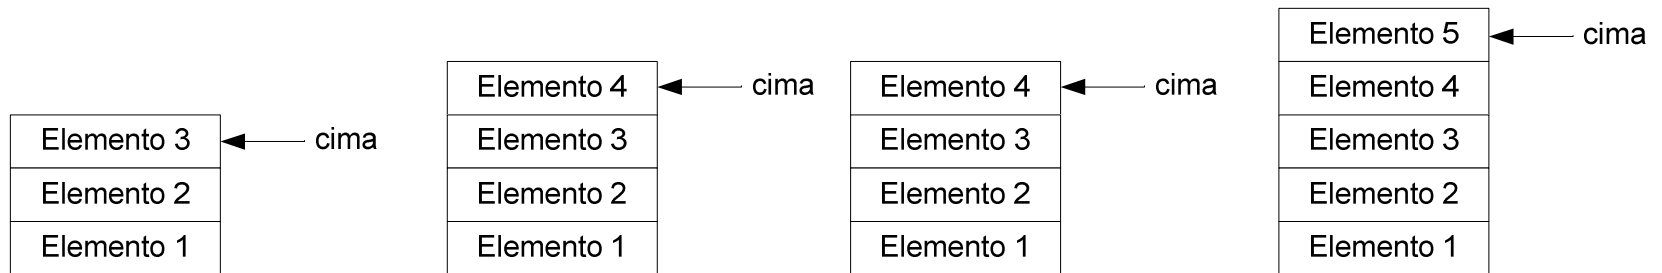 Elemento 5 cima
Elemento 4 cima Elemento 4 cima Elemento 4
Elemento 3 cima Elemento 3 Elemento 3 Elemento 3
Elemento 2 Elemento 2 Elemento 2 Elemento 2
Elemento 1 Elemento 1 Elemento 1 Elemento 1